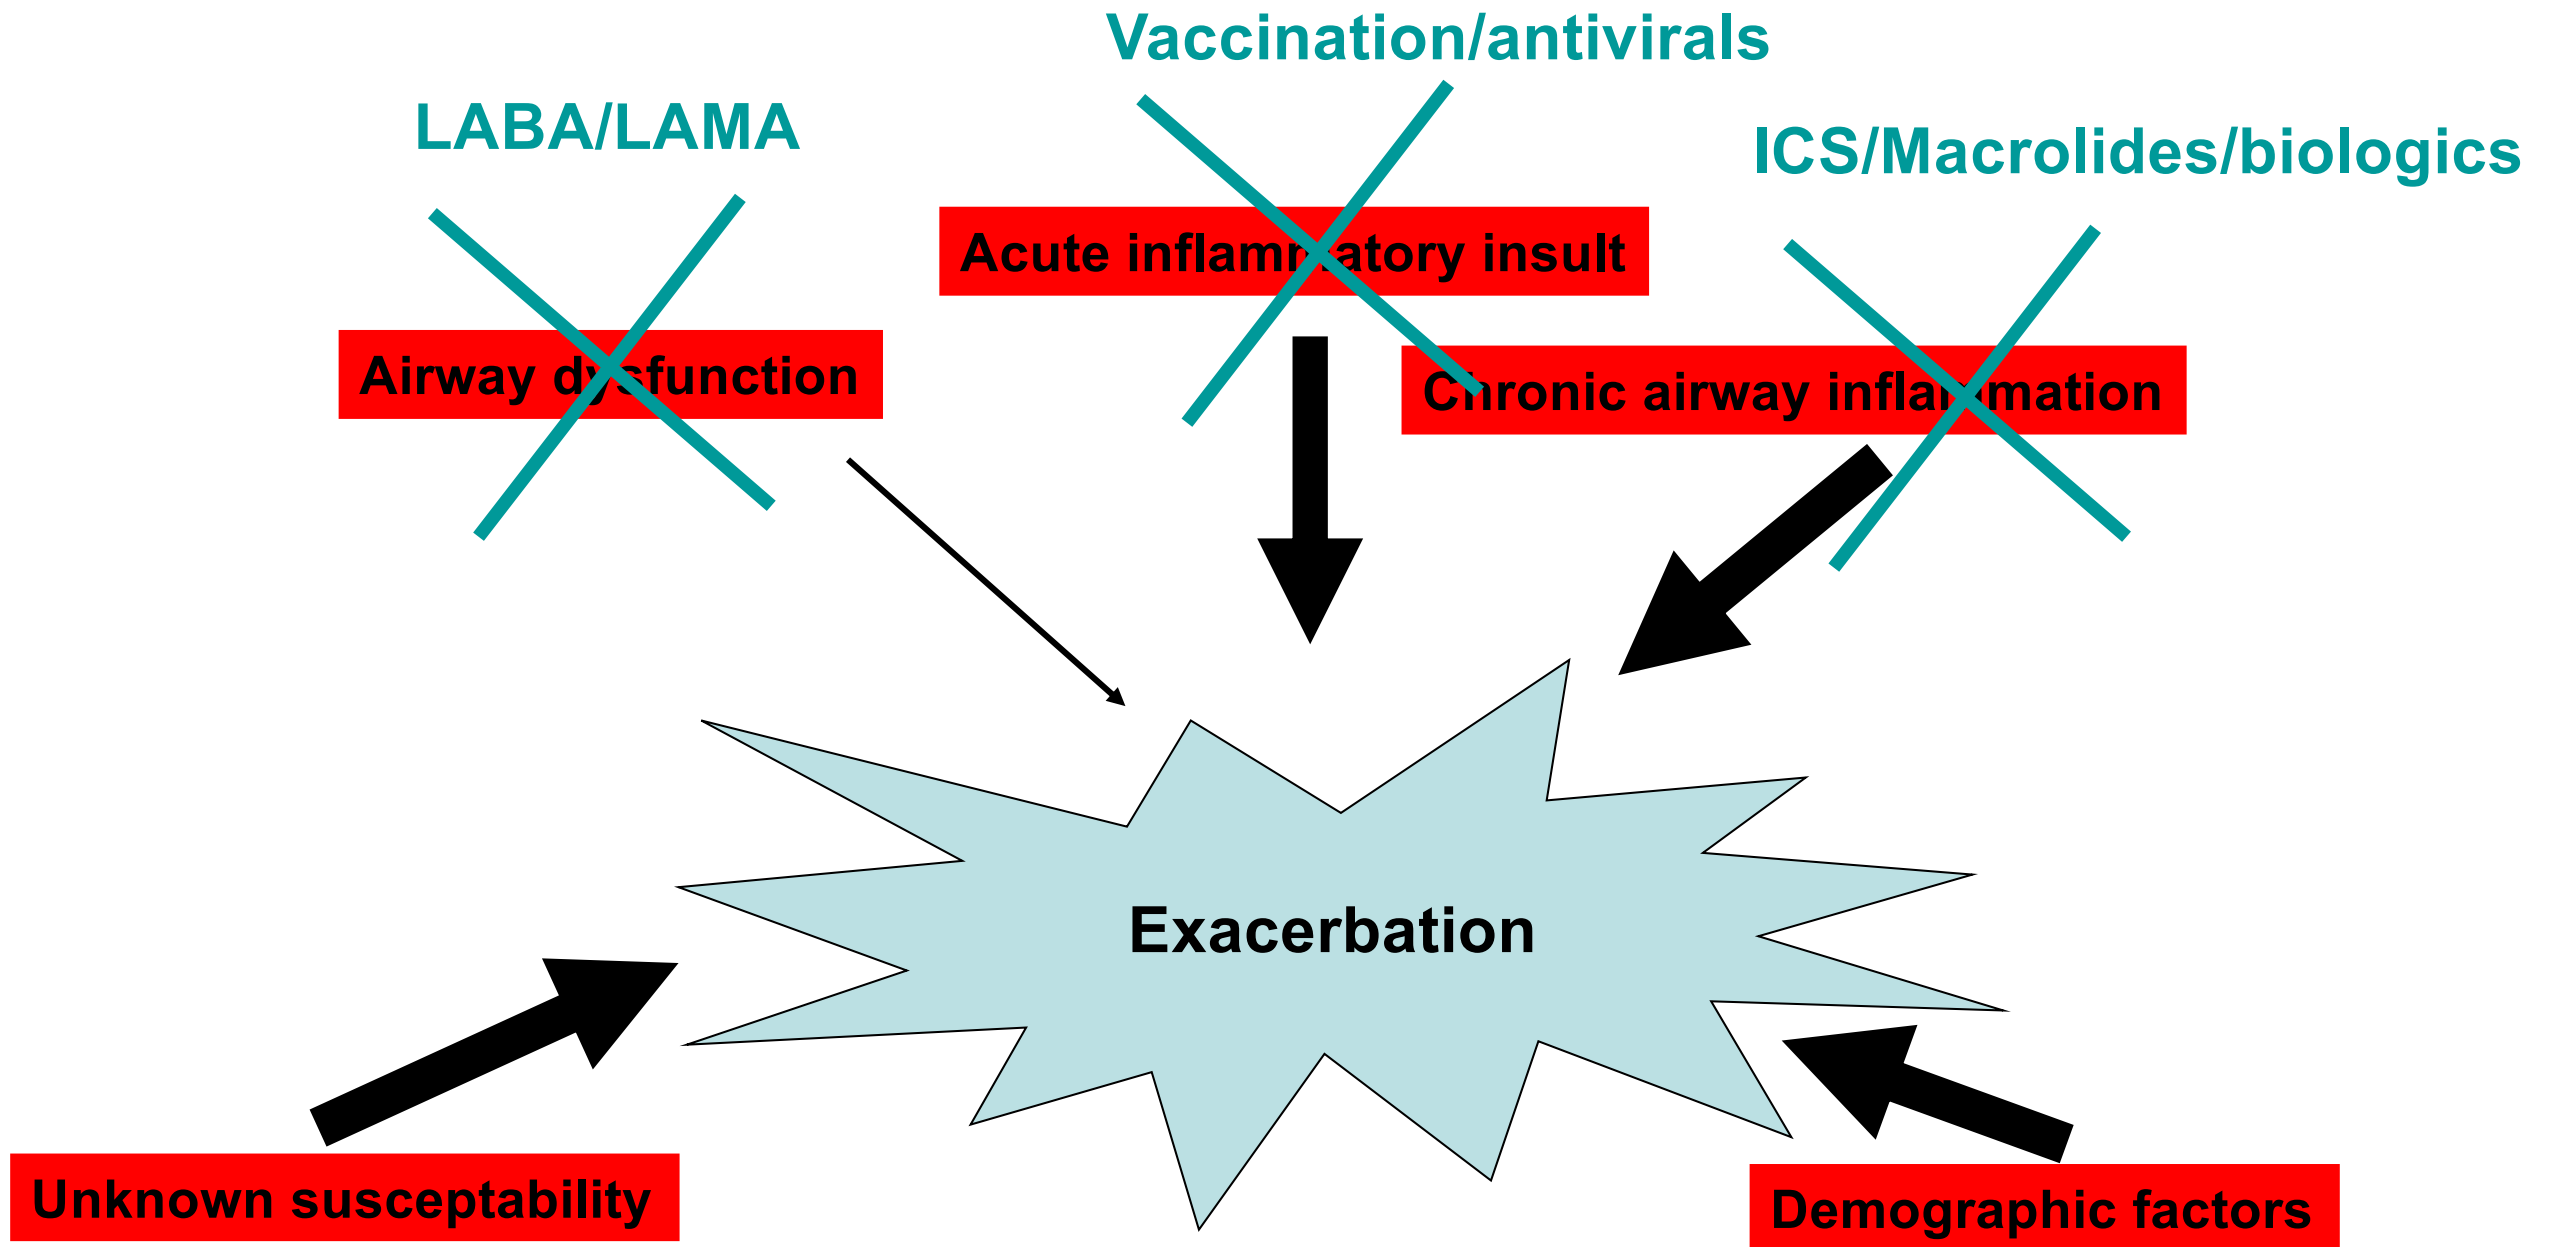 Vaccination/antivirals
LABA/LAMA
ICS/Macrolides/biologics
Acute inflammatory insult
Airway dysfunction
Chronic airway inflammation
Exacerbation
Unknown susceptability
Demographic factors